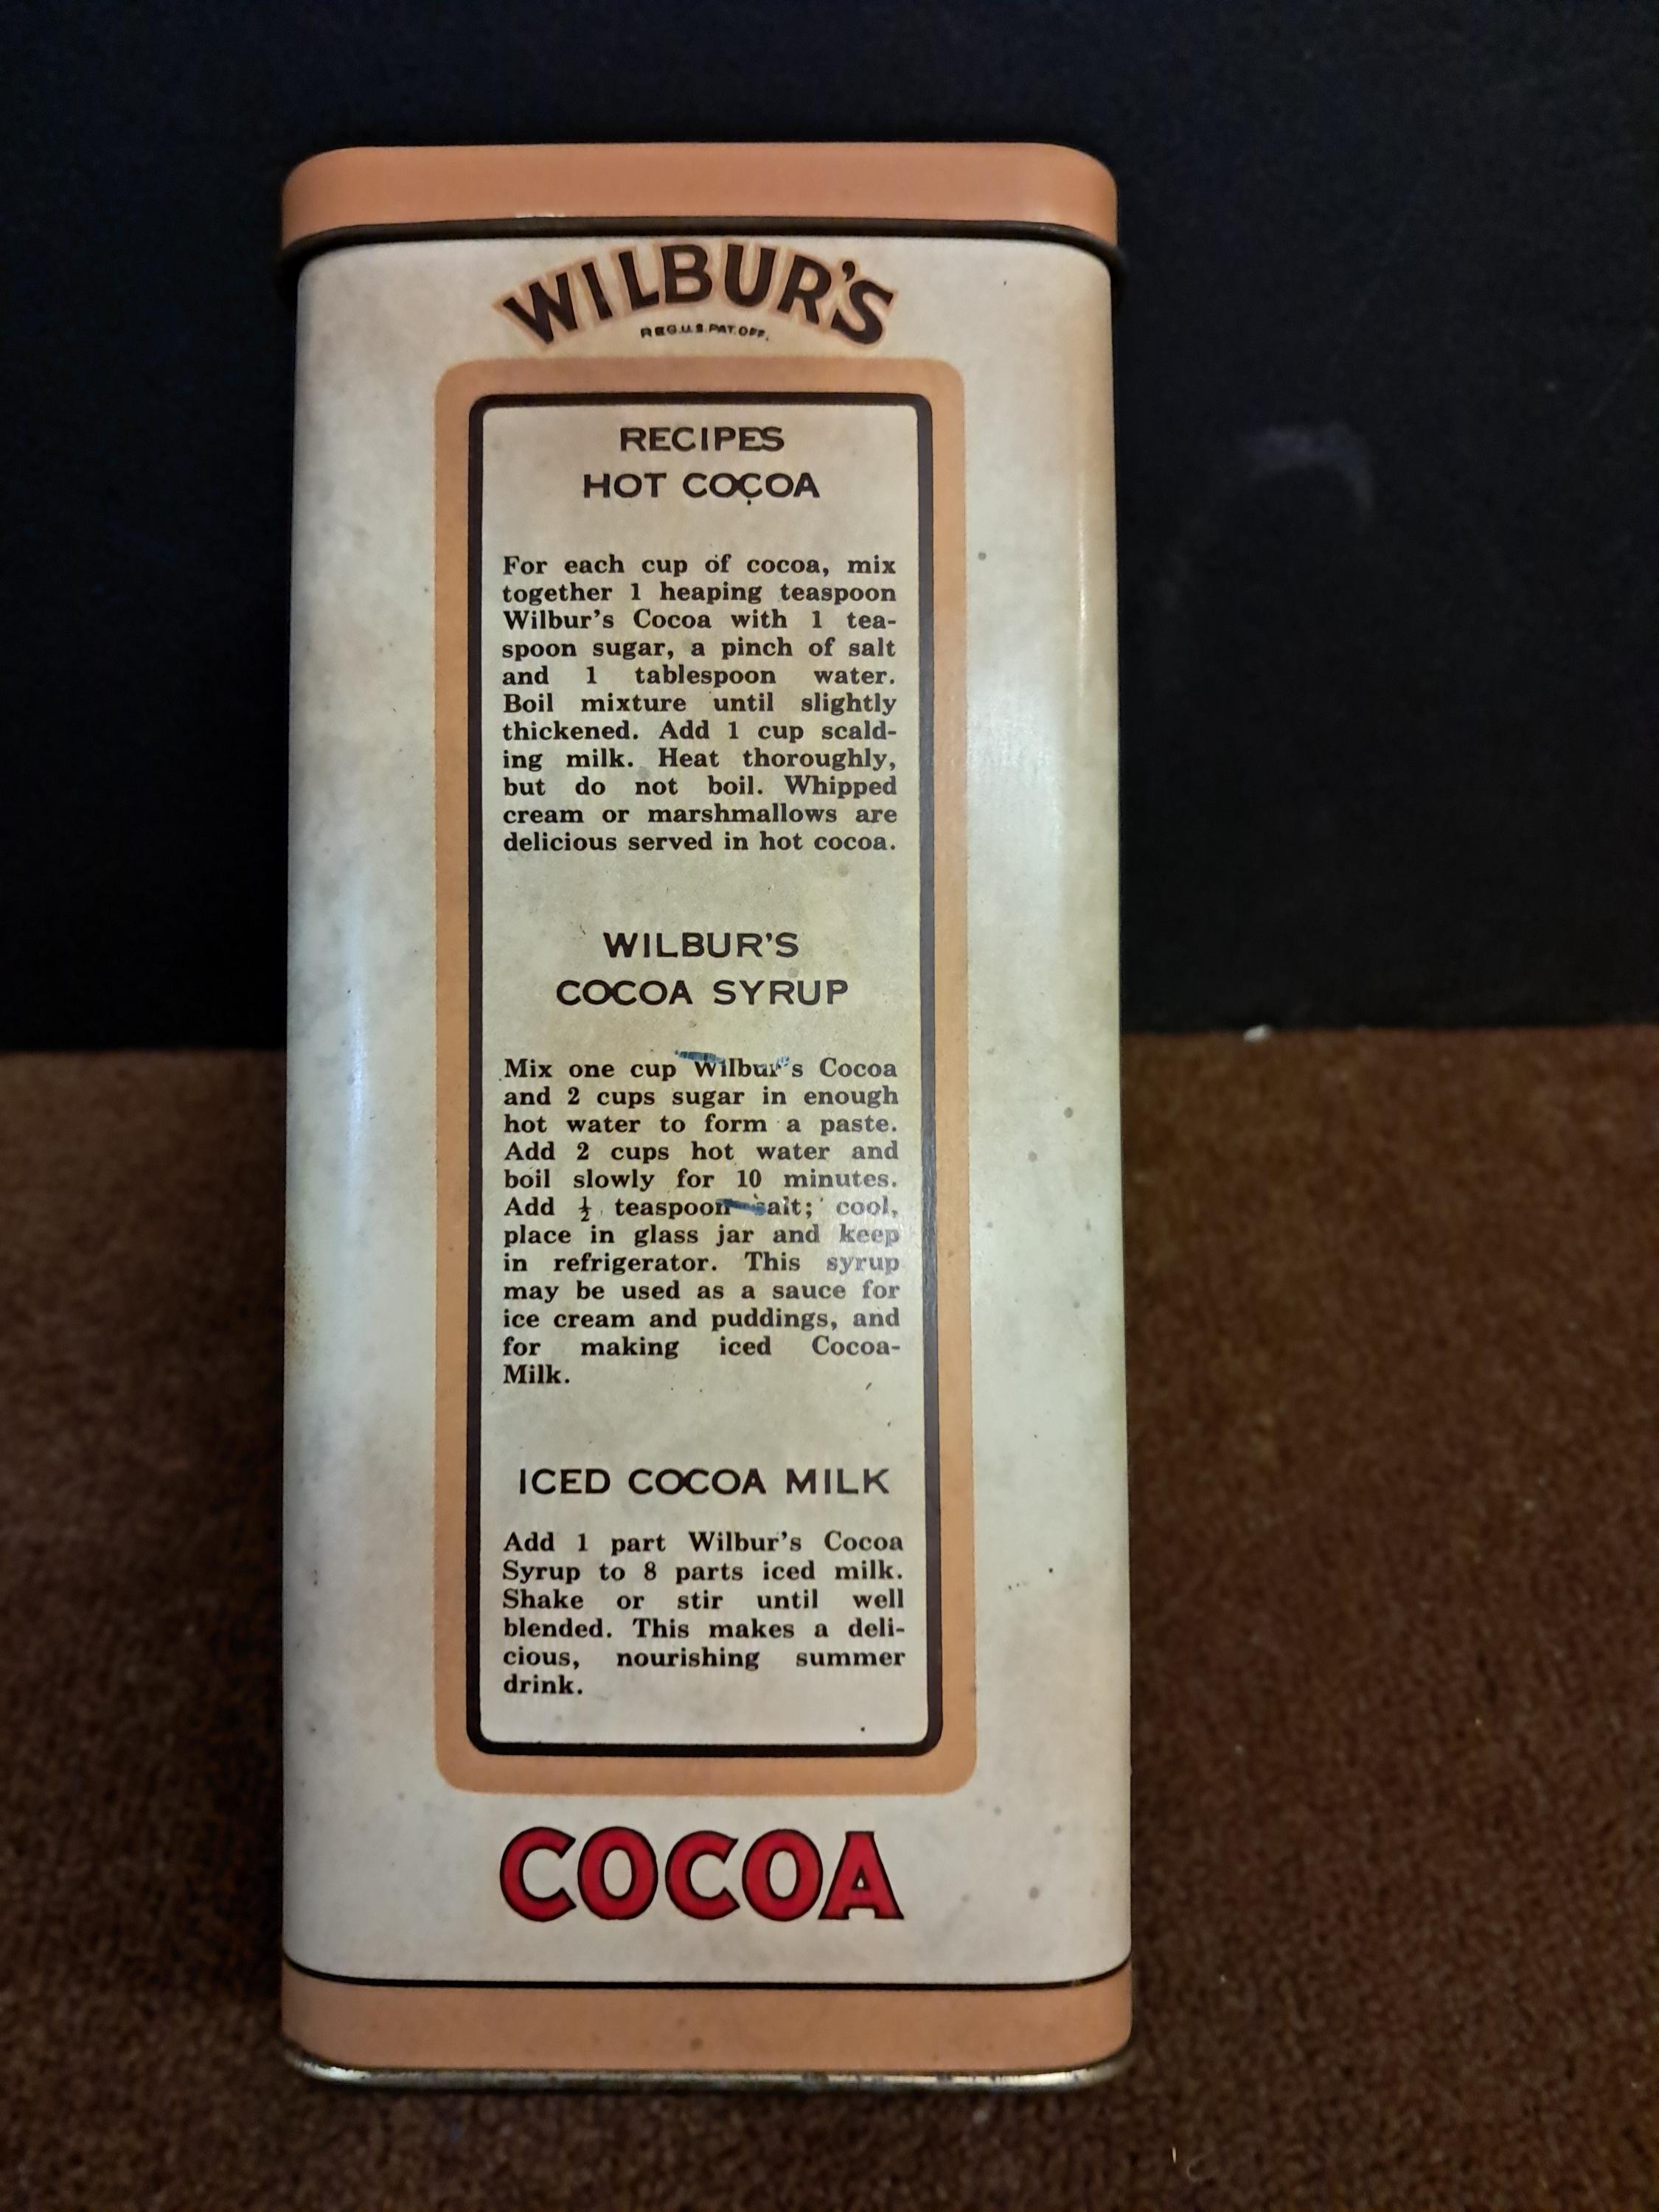 WILBUR'S
REG.U.S.PAT.OFF.
RECIPES
HOT COCOA
For each cup of cocoa, mix
together 1 heaping teaspoon
Wilbur's Cocoa with 1 tea-
spoon sugar, a pinch of salt
and 1 tablespoon water.
Boil mixture until slightly
thickened. Add 1 cup scald-
ing milk. Heat thoroughly,
but do not boil. Whipped
cream or marshmallows are
delicious served in hot cocoa.
WILBUR'S
COCOA SYRUP
Mix one cup Wilbur's Cocoa
and 2 cups sugar in enough
hot water to form a paste.
Add 2 cups hot water and
boil slowly for 10 minutes.
Add ½ teaspoon salt; cool,
place in glass jar and keep
in refrigerator. This syrup
may be used as a sauce for
ice cream and puddings, and
for making iced Cocoa-
Milk.
ICED COCOA MILK
Add 1 part Wilbur's Cocoa
Syrup to 8 parts iced milk.
Shake or stir until well
blended. This makes a deli-
cious, nourishing summer
drink.
COCOA